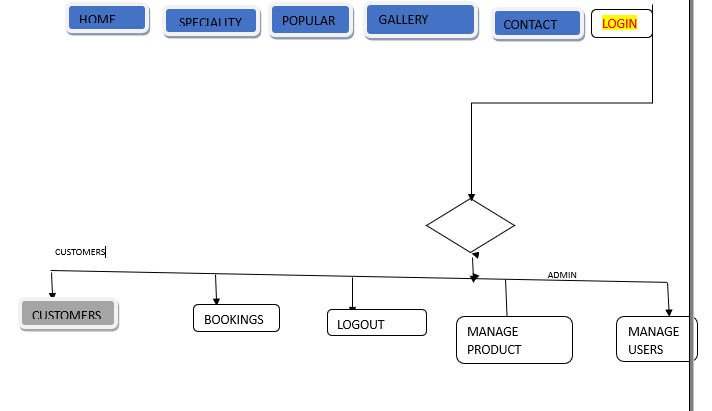 HOME
SPECIALITY
POPULAR
GALLERY
CONTACT
LOGIN
CUSTOMERS
ADMIN
CUSTOMERS
BOOKINGS
LOGOUT
MANAGE
PRODUCT
MANAGE
USERS